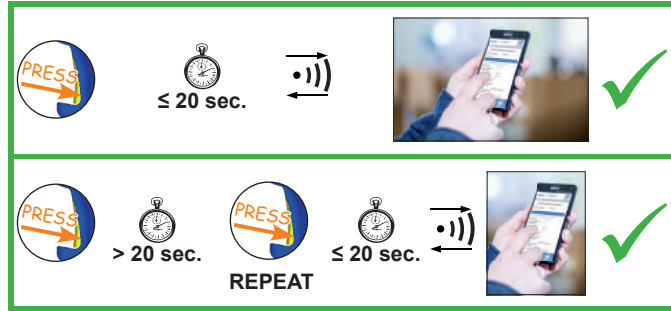 PRESS
≤ 20 sec.
PRESS
> 20 sec.
PRESS
REPEAT
≤ 20 sec.